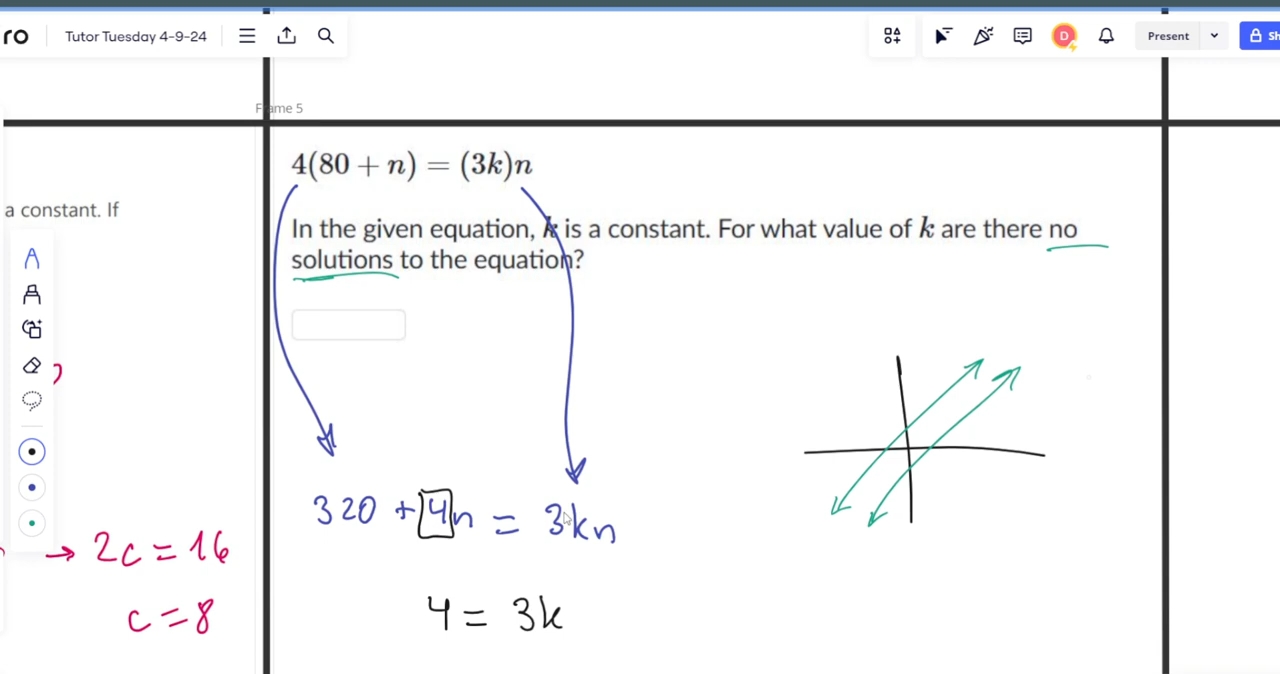 ro
Tutor Tuesday 4-9-24
Present
Sh
D
Frame 5
a constant. If
4(80 + n) = (3k)n
In the given equation, k is a constant. For what value of k are there no
solutions to the equation?
320 + 4n = 3kn
→ 2c = 16
c = 8
4 = 3k